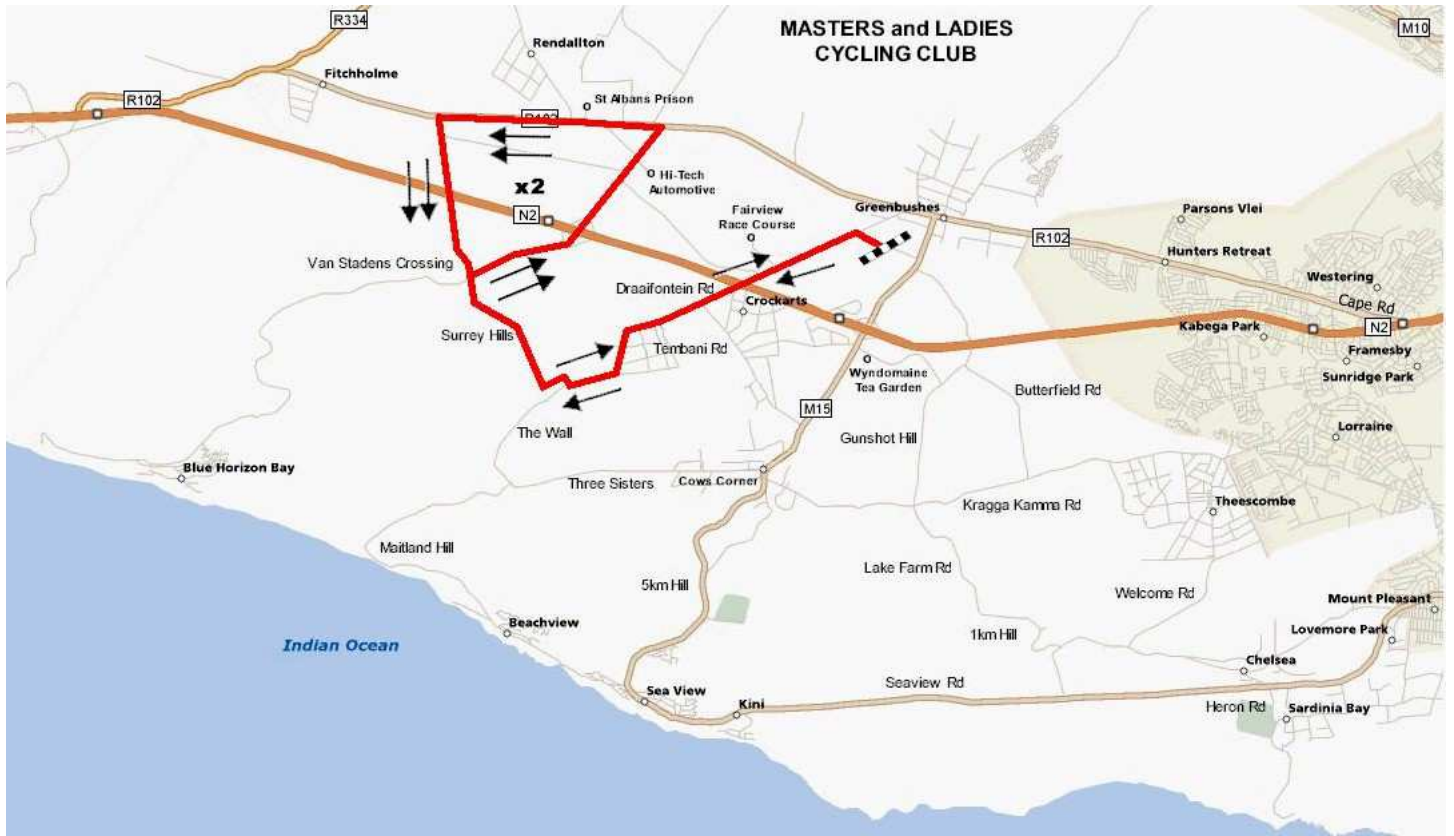 MASTERS and LADIES
CYCLING CLUB
R334
M10
Rendallton
Fitchholme
R102
St Albans Prison
R102
x2
Hi-Tech
Automotive
N2
Fairview
Race Course
Greenbushes
Parsons Vlei
R102
Hunters Retreat
Westering
Cape Rd
Van Stadens Crossing
Draaifontein Rd
Crockarts
Kabega Park
N2
Surrey Hills
Tembani Rd
Framesby
Wyndomaine
Tea Garden
Sunridge Park
Butterfield Rd
M15
The Wall
Gunshot Hill
Lorraine
Blue Horizon Bay
Three Sisters
Cows Corner
Kragga Kamma Rd
Theescombe
Maitland Hill
5km Hill
Lake Farm Rd
Welcome Rd
Mount Pleasant
Beachview
1km Hill
Lovemore Park
Indian Ocean
Chelsea
Seaview Rd
Sea View
Kini
Heron Rd
Sardinia Bay